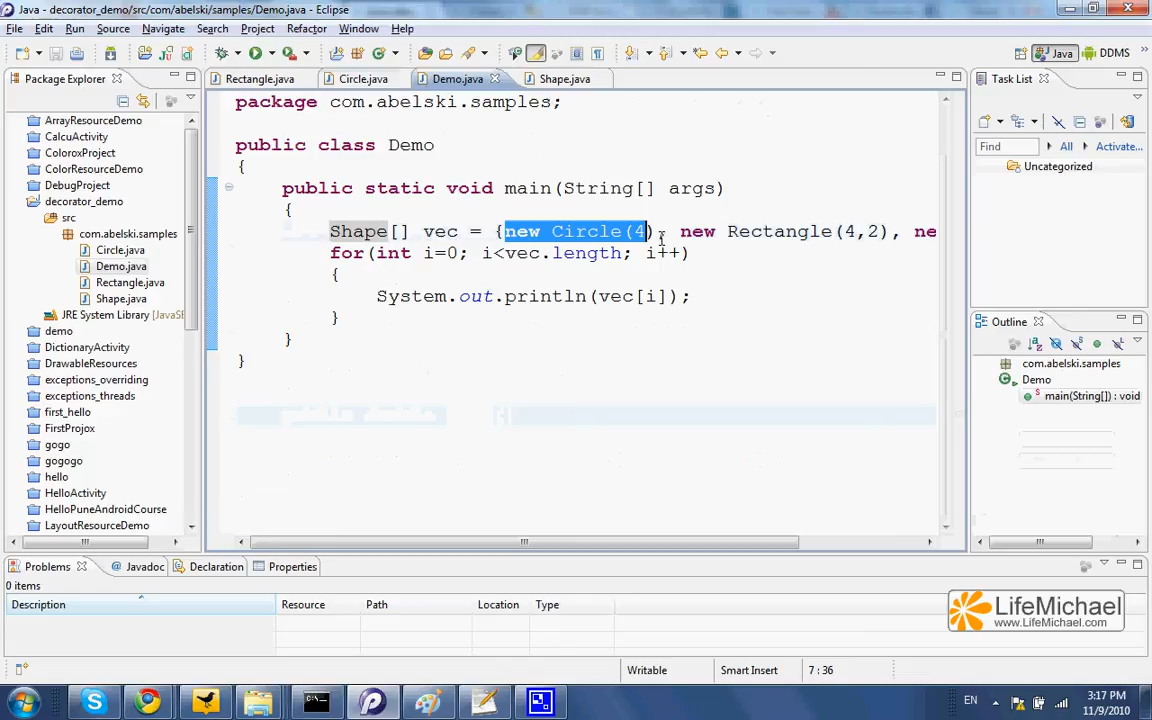 Java - decorator_demo/src/com/abelski/samples/Demo.java - Eclipse
File Edit Run Source Navigate Search Project Refactor Window Help
Java DDMS
Package Explorer
Rectangle.java Circle.java Demo.java Shape.java
Task List
Find All Activate...
Uncategorized
ArrayResourceDemo
CalcuActivity
ColoroxProject
ColorResourceDemo
DebugProject
decorator_demo
src
com.abelski.samples
Circle.java
Demo.java
Rectangle.java
Shape.java
JRE System Library [JavaSE
demo
DictionaryActivity
DrawableResources
exceptions_overriding
exceptions_threads
first_hello
FirstProjox
gogo
gogogo
hello
HelloActivity
HelloPuneAndroidCourse
LayoutResourceDemo
package com.abelski.samples;
public class Demo
{
public static void main(String[] args)
{
Shape[] vec = {new Circle(4), new Rectangle(4,2), ne
for(int i=0; i<vec.length; i++)
{
System.out.println(vec[i]);
}
}
}
Outline
com.abelski.samples
Demo
main(String[]) : void
Problems Javadoc Declaration Properties
0 items
Description Resource Path Location Type
LifeMichael
www.LifeMichael.com
Writable Smart Insert 7 : 36
EN 3:17 PM
11/9/2010